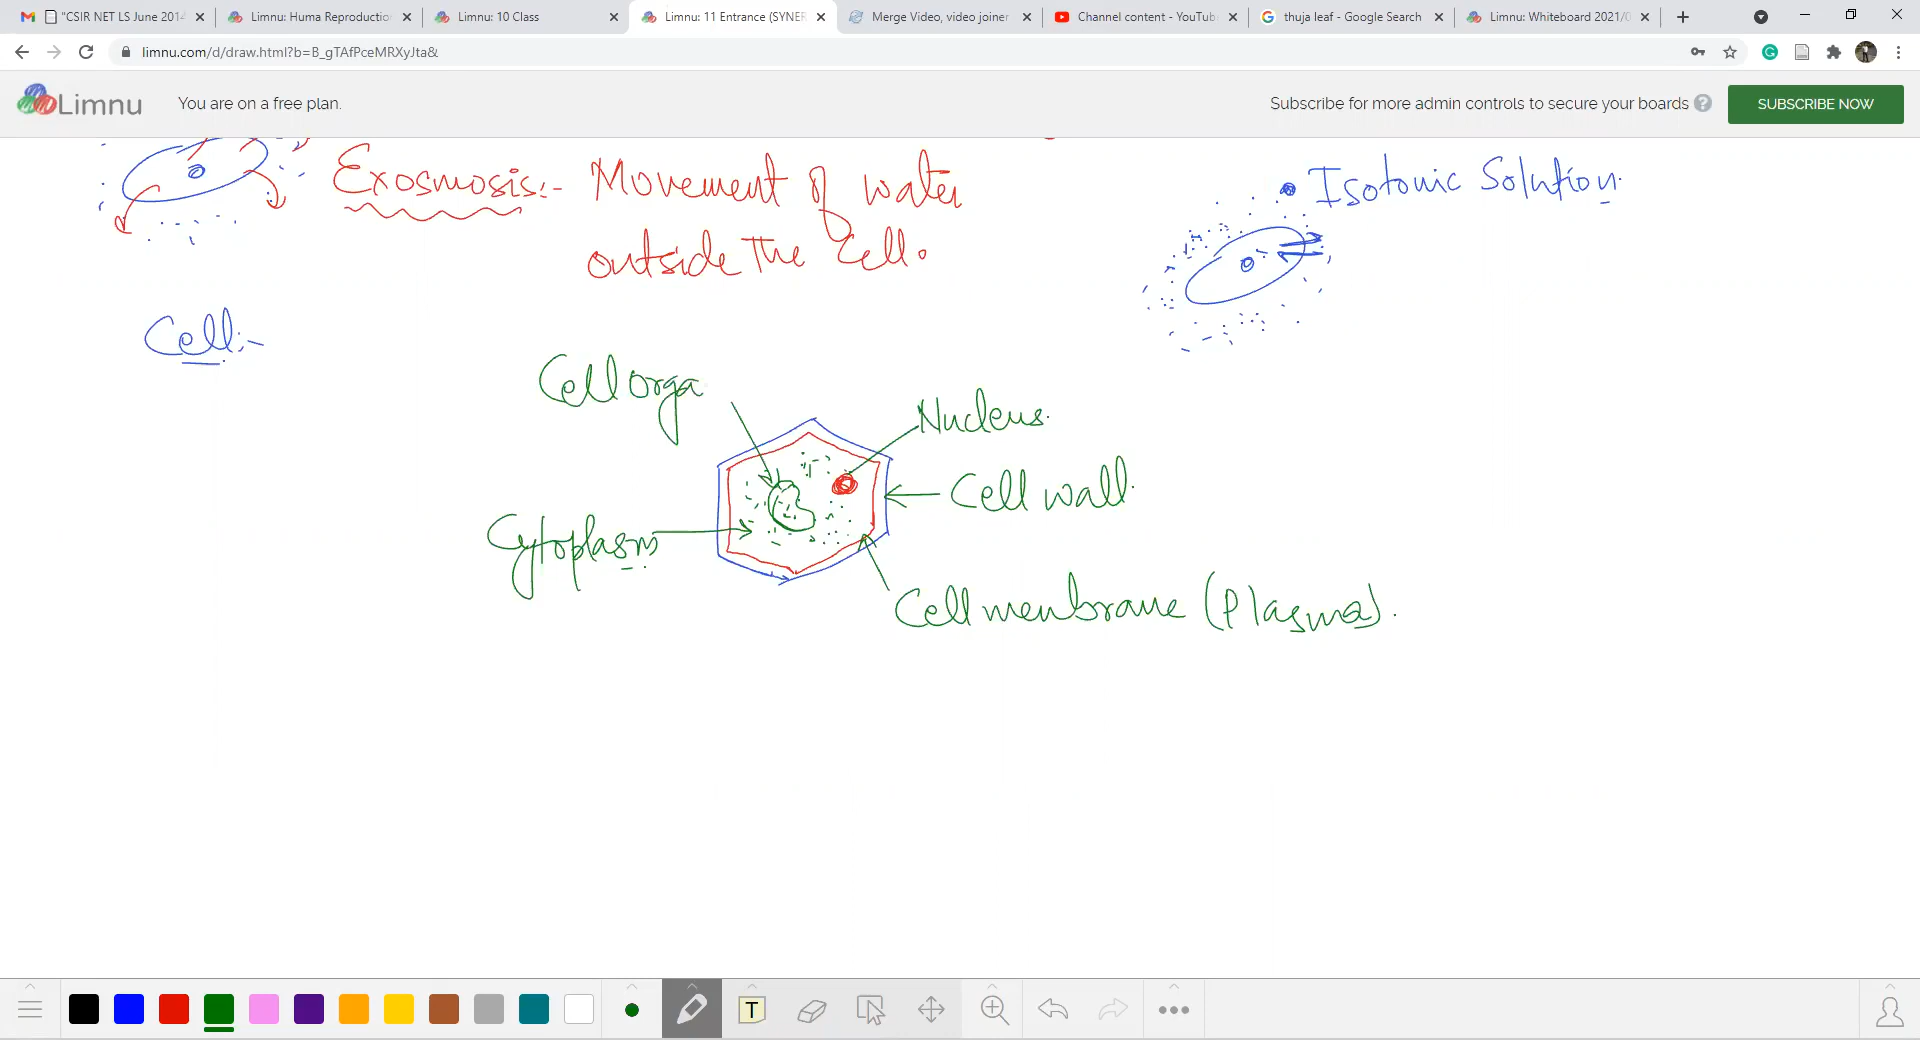 "CSIR NET LS June 2014
Limnu: Huma Reproductio
Limnu: 10 Class
Limnu: 11 Entrance (SYNER
Merge Video, video joiner
Channel content - YouTub
thuja leaf - Google Search
Limnu: Whiteboard 2021/0
limnu.com/d/draw.html?b=B_gTAfPceMRXyJta&
Limnu
You are on a free plan.
Subscribe for more admin controls to secure your boards ?
SUBSCRIBE NOW
Exosmosis:- Movement of water
outside The Cell.
Isotonic Solution.
Cell:-
Cell orga
Nucleus.
Cell wall.
Cytoplasm
Cell menbrane (Plasma).
T